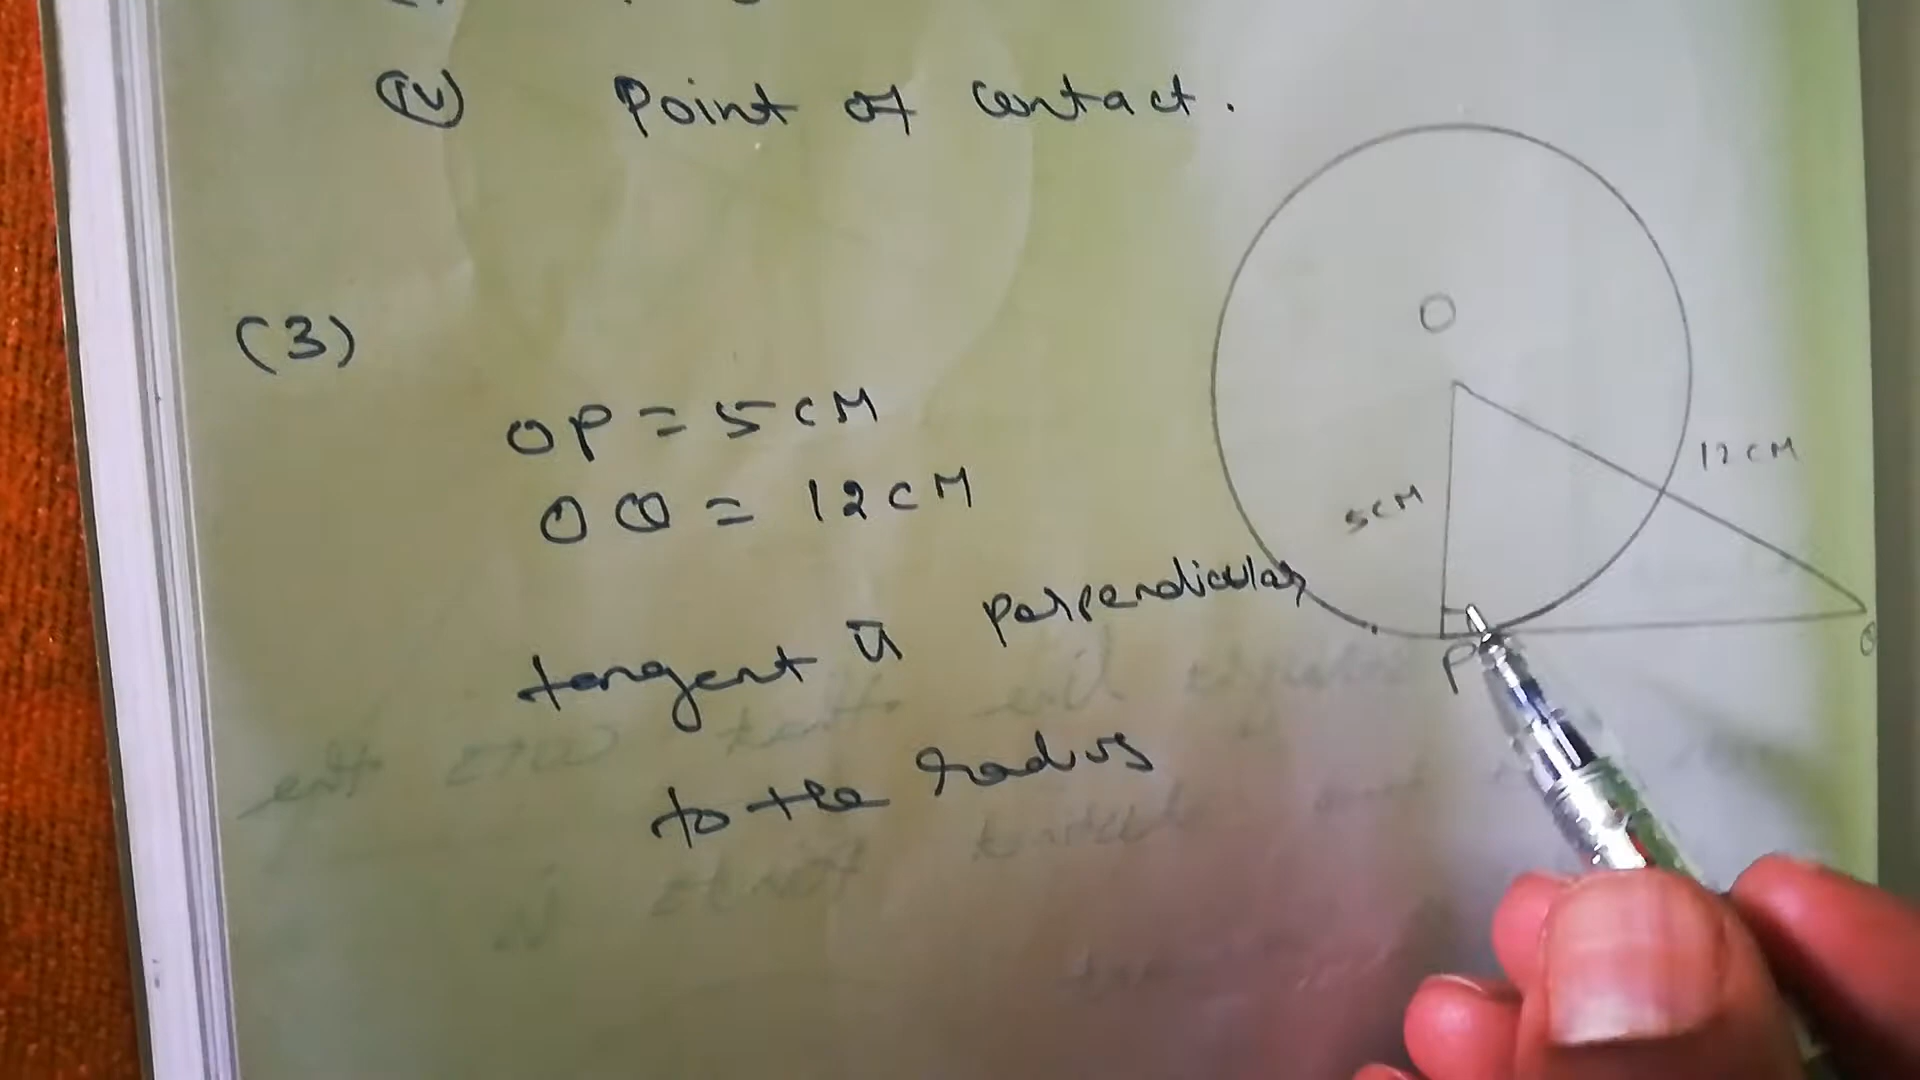 (iv) Point of contact.
(3)
OP = 5 CM
OQ = 12 CM
tangent is perpendicular
to the radius
O
12 CM
5 CM
P
Q